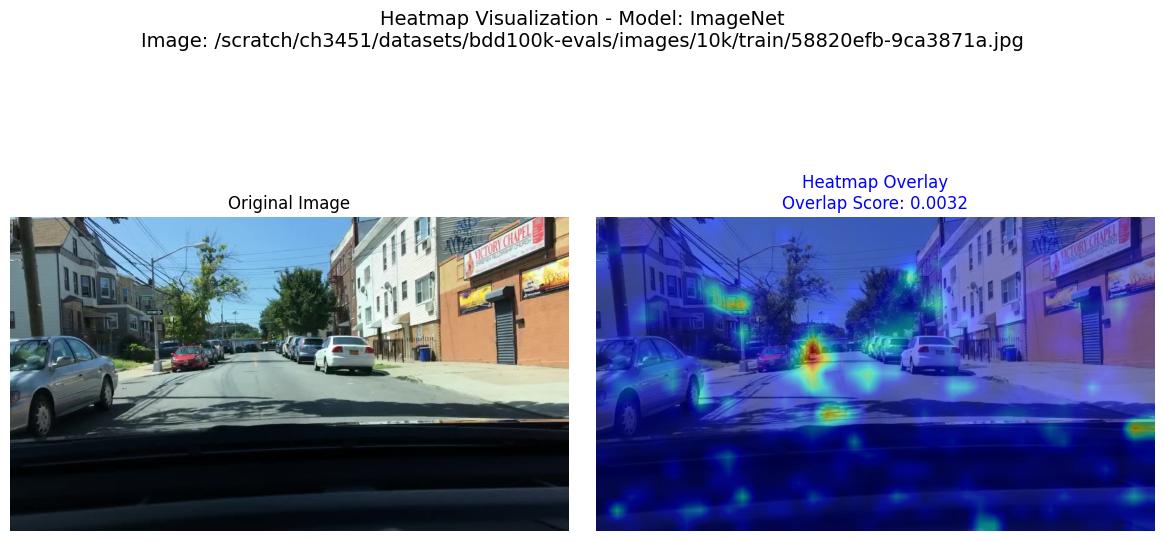 Heatmap Visualization - Model: ImageNet
Image: /scratch/ch3451/datasets/bdd100k-evals/images/10k/train/58820efb-9ca3871a.jpg
Original Image
Heatmap Overlay
Overlap Score: 0.0032
VICTORY CHAPEL
VICTORY CHAPEL